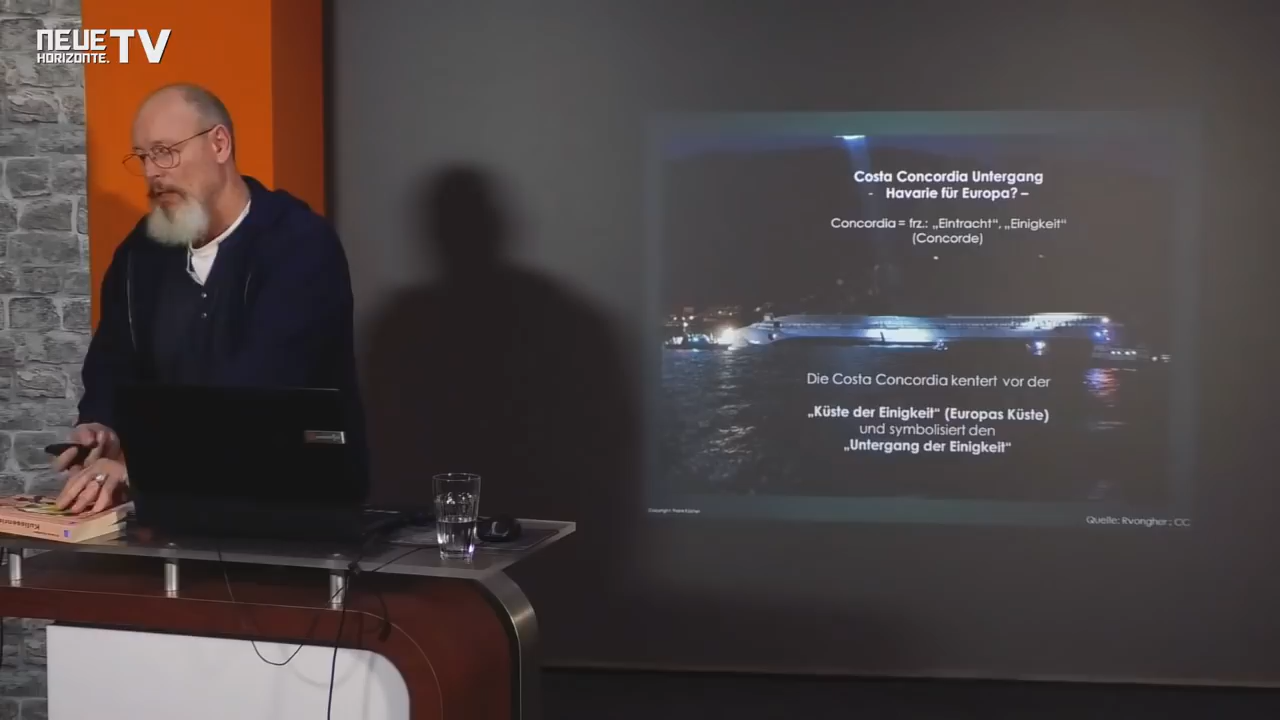 NEUE HORIZONTE. TV
Costa Concordia Untergang
- Havarie für Europa? –
Concordia = frz.: „Eintracht“, „Einigkeit“
(Concorde)
Die Costa Concordia kentert vor der
„Küste der Einigkeit“ (Europas Küste)
und symbolisiert den
„Untergang der Einigkeit“
Copyright
Quelle: Rvongher ; CC